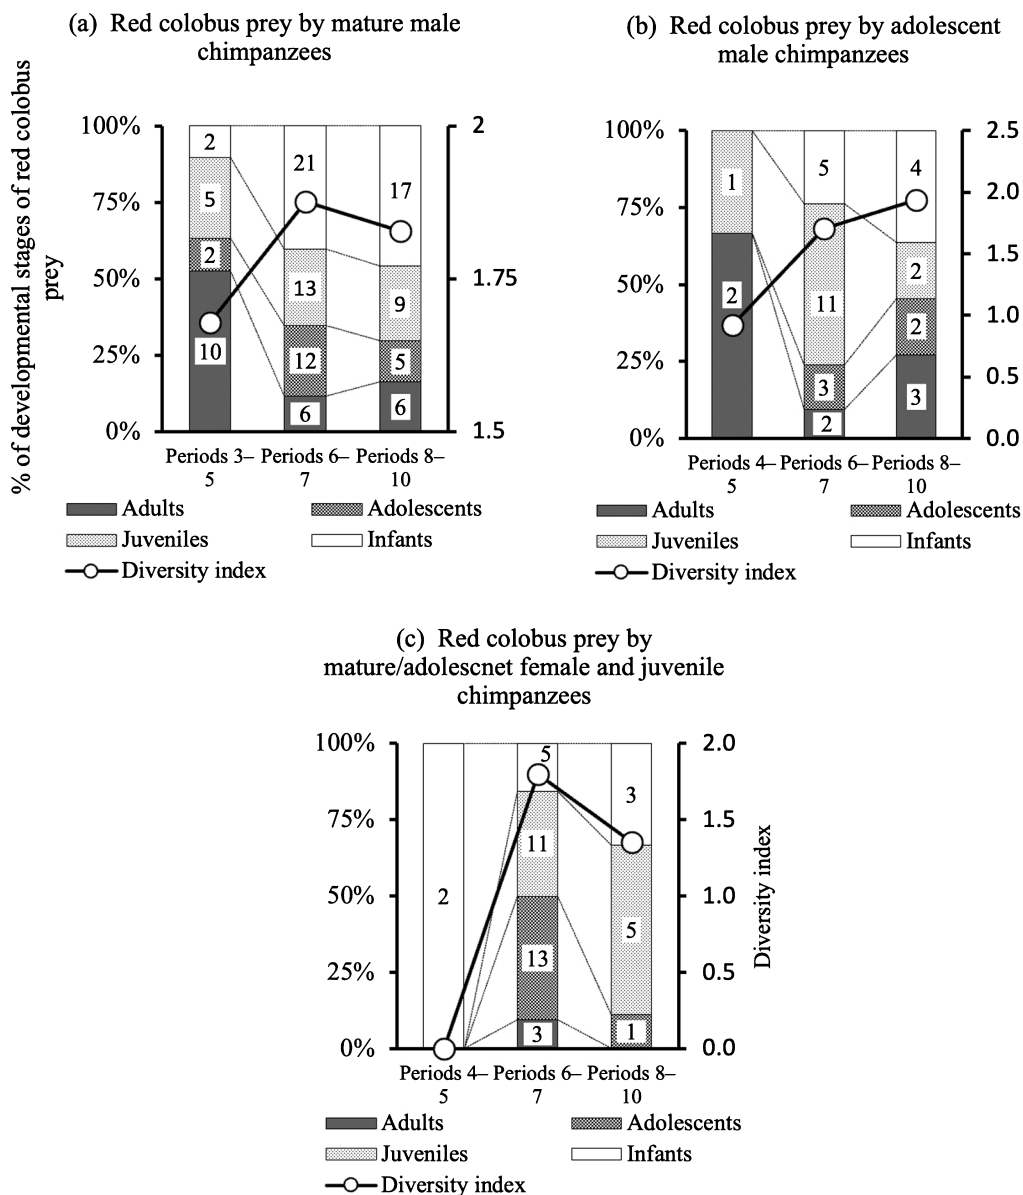 (a) Red colobus prey by mature male
chimpanzees
% of developmental stages of red colobus
prey
100%
75%
50%
25%
0%
2
5
2
10
21
13
12
6
17
9
5
6
2
1.75
1.5
Periods 3–
5
Periods 6–
7
Periods 8–
10
Adults
Adolescents
Juveniles
Infants
Diversity index
(b) Red colobus prey by adolescent
male chimpanzees
100%
75%
50%
25%
0%
1
2
5
11
3
2
4
2
2
3
2.5
2.0
1.5
1.0
0.5
0.0
Periods 4–
5
Periods 6–
7
Periods 8–
10
Adults
Adolescents
Juveniles
Infants
Diversity index
(c) Red colobus prey by
mature/adolescnet female and juvenile
chimpanzees
100%
75%
50%
25%
0%
2
5
11
13
3
3
5
1
2.0
1.5
1.0
0.5
0.0
Diversity index
Periods 4–
5
Periods 6–
7
Periods 8–
10
Adults
Adolescents
Juveniles
Infants
Diversity index